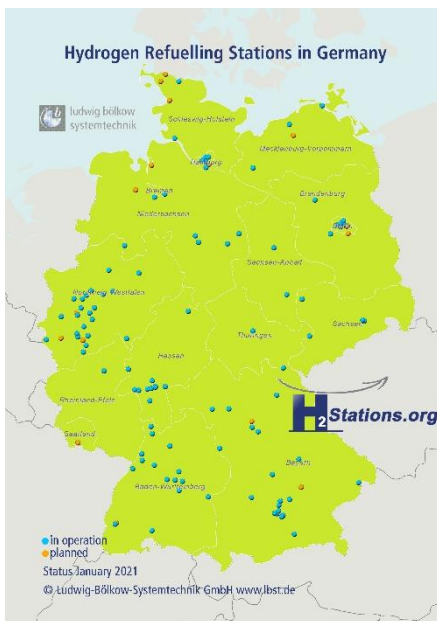 Hydrogen Refuelling Stations in Germany
ludwig bölkow
systemtechnik
Schleswig-Holstein
Mecklenburg-Vorpommern
Hamburg
Bremen
Brandenburg
Niedersachsen
Sachsen-Anhalt
Nordrhein-Westfalen
Sachsen
Thüringen
Hessen
Rheinland-Pfalz
H2Stations.org
Saarland
Bayern
Baden-Württemberg
in operation
planned
Status January 2021
© Ludwig-Bölkow-Systemtechnik GmbH www.lbst.de